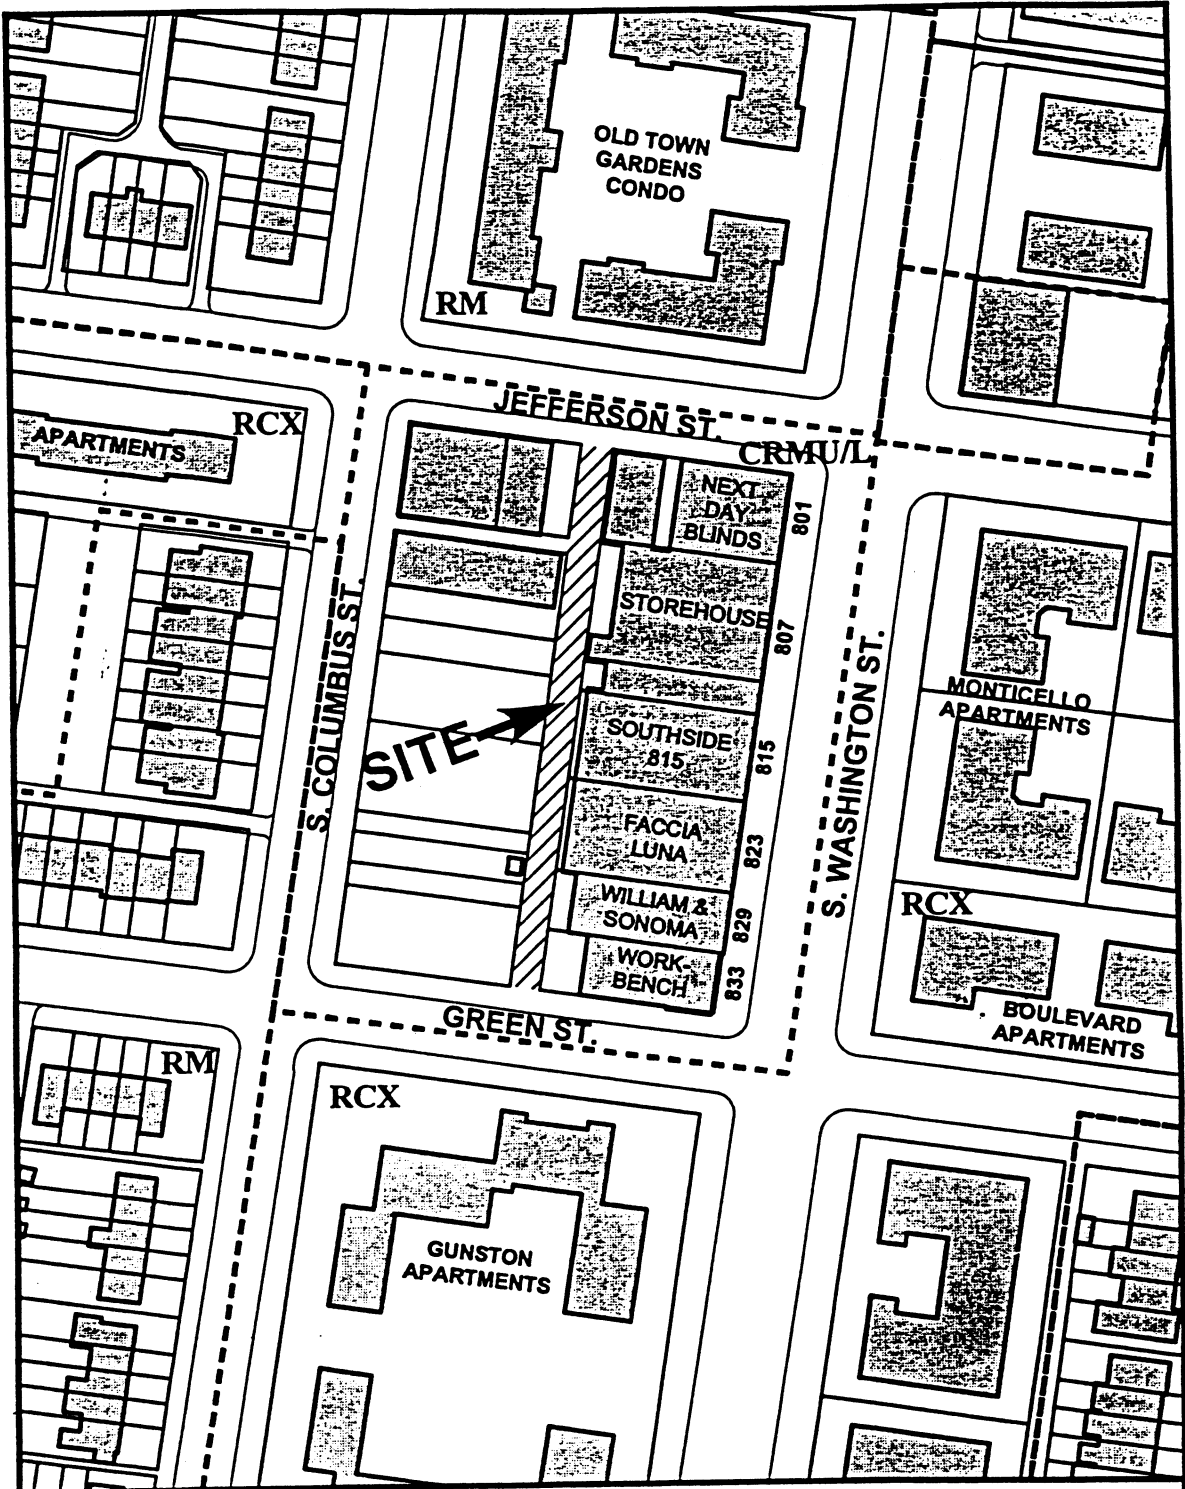 OLD TOWN
GARDENS
CONDO
RM
JEFFERSON ST.
RCX
APARTMENTS
CRMU/L
NEXT
DAY
BLINDS
801
STOREHOUSE
807
S. COLUMBUS ST.
S. WASHINGTON ST.
MONTICELLO
APARTMENTS
SITE
SOUTHSIDE
815
815
FACCIA
LUNA
823
WILLIAM &
SONOMA
829
RCX
WORK-
BENCH
833
GREEN ST.
BOULEVARD
APARTMENTS
RM
RCX
GUNSTON
APARTMENTS